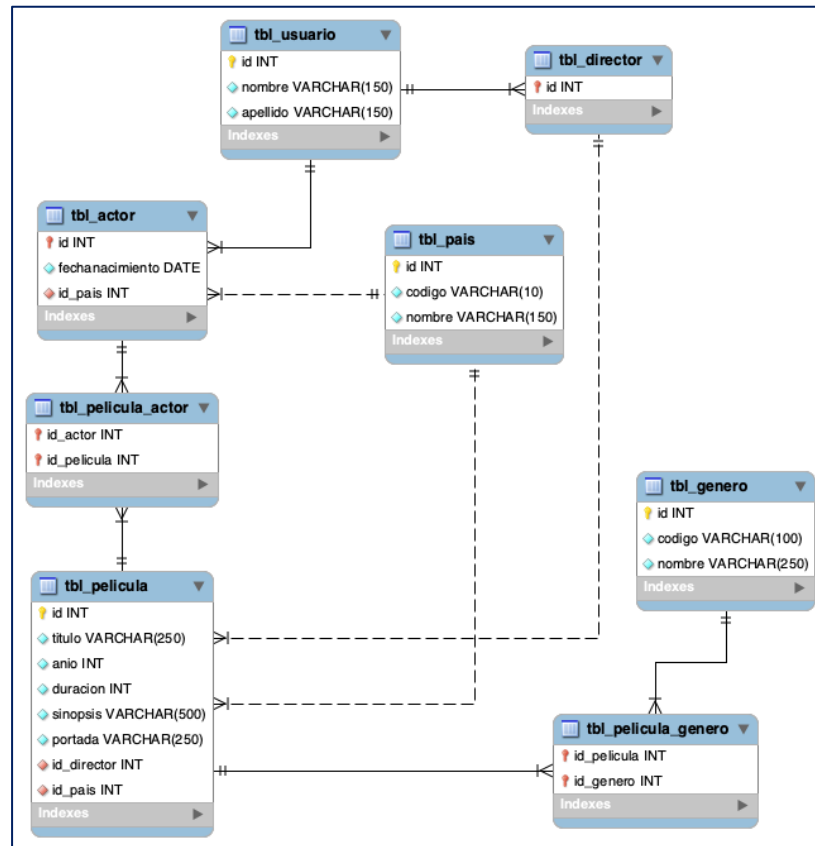 tbl_usuario
id INT
nombre VARCHAR(150)
apellido VARCHAR(150)
Indexes
tbl_director
id INT
Indexes
tbl_actor
id INT
fechanacimiento DATE
id_pais INT
Indexes
tbl_pais
id INT
codigo VARCHAR(10)
nombre VARCHAR(150)
Indexes
tbl_pelicula_actor
id_actor INT
id_pelicula INT
Indexes
tbl_genero
id INT
codigo VARCHAR(100)
nombre VARCHAR(250)
Indexes
tbl_pelicula
id INT
titulo VARCHAR(250)
anio INT
duracion INT
sinopsis VARCHAR(500)
portada VARCHAR(250)
id_director INT
id_pais INT
Indexes
tbl_pelicula_genero
id_pelicula INT
id_genero INT
Indexes